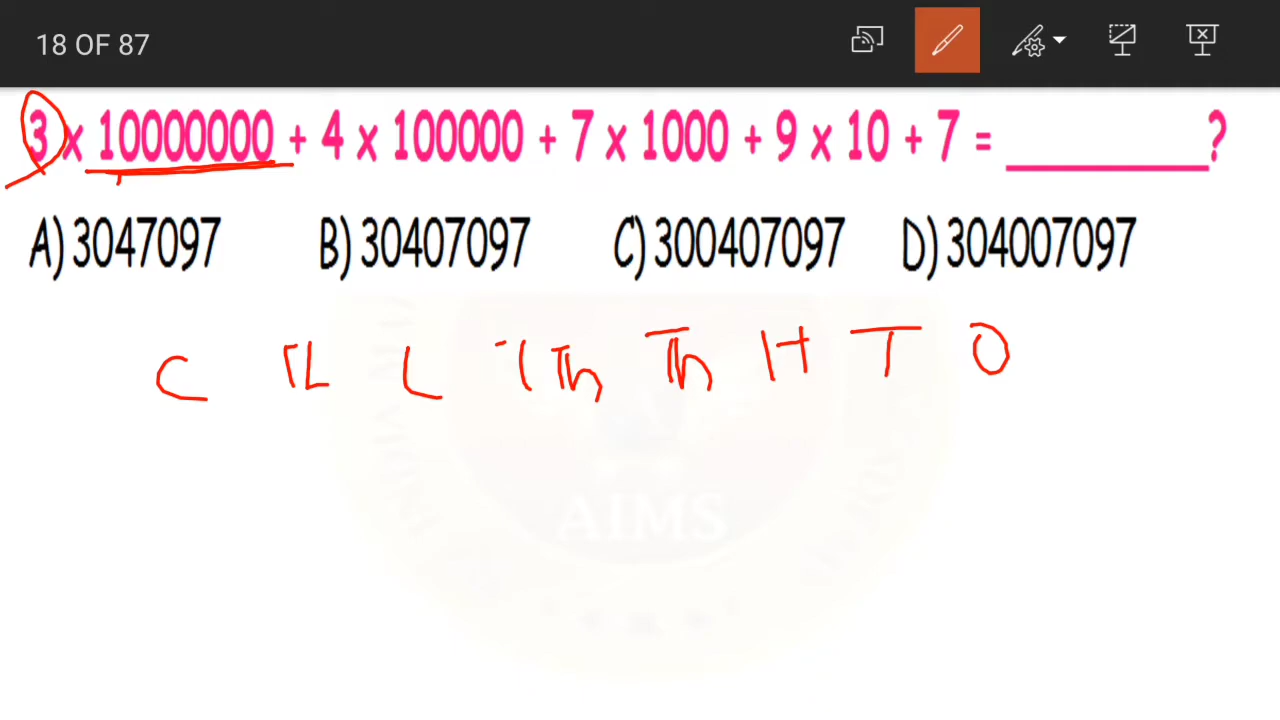 18 OF 87
3 x 10000000 + 4 x 100000 + 7 x 1000 + 9 x 10 + 7 = ________?
A) 3047097 B) 30407097 C) 300407097 D) 304007097
C TL L TTh Th H T O
AIMS